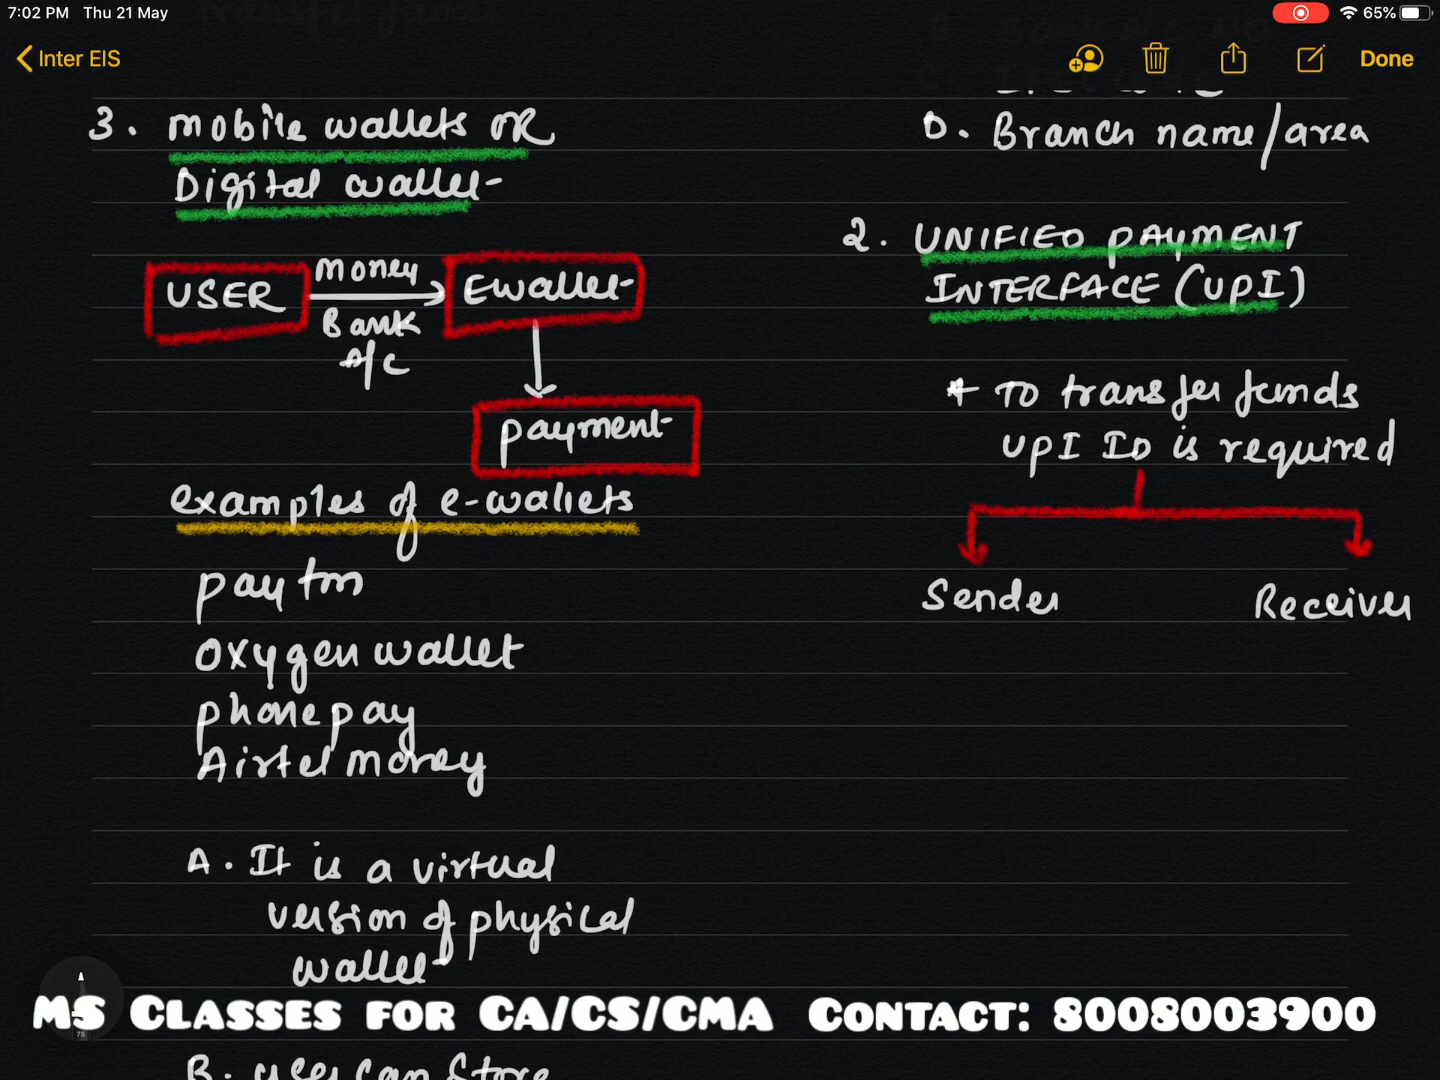 7:02 PM Thu 21 May
65%
Inter EIS
Done
3. Mobile wallets OR
Digital wallet
USER
Money
Bank
A/C
Ewallet
payment
examples of e-wallets
paytm
oxygen wallet
phonepay
Airtel money
A. It is a virtual
version of physical
wallet
B. user can store
D. Branch name/area
2. UNIFIED PAYMENT
INTERFACE (UPI)
* To transfer funds
UPI ID is required
Sender
Receiver
MS Classes for CA/CS/CMA Contact: 8008003900